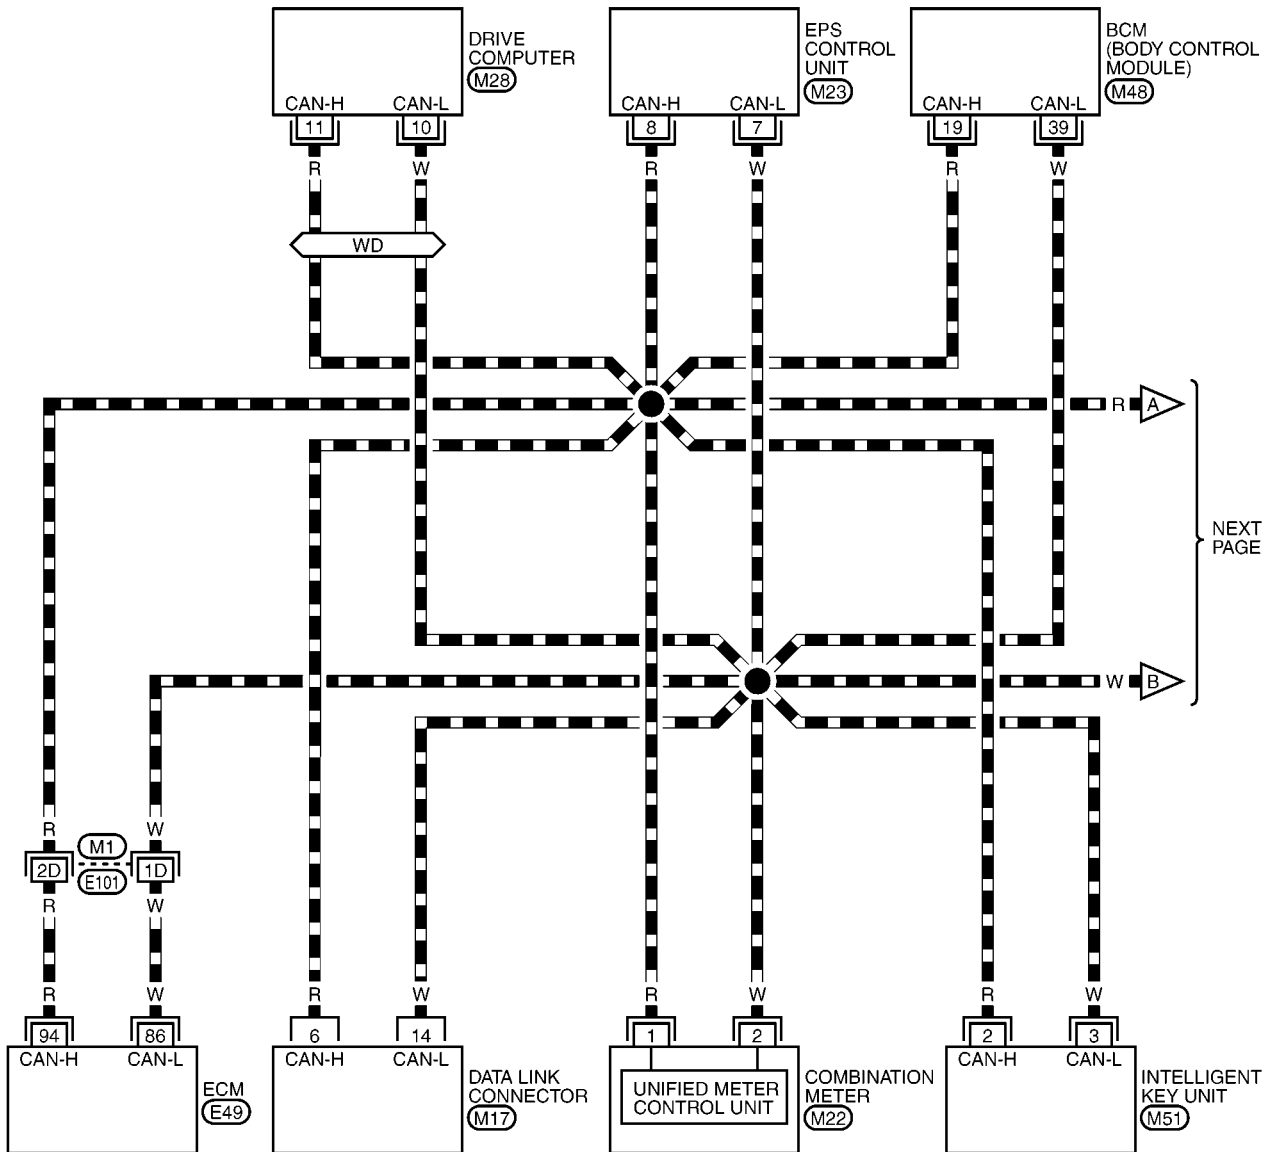 DRIVE
COMPUTER
M28
CAN-H CAN-L
11 10
R W
WD
EPS
CONTROL
UNIT
M23
CAN-H CAN-L
8 7
R W
BCM
(BODY CONTROL
MODULE)
M48
CAN-H CAN-L
19 39
R W
R A
NEXT
PAGE
W B
R W
M1
2D 1D
E101
R W
R W
94 86
CAN-H CAN-L
ECM
E49
R W
6 14
CAN-H CAN-L
DATA LINK
CONNECTOR
M17
R W
1 2
UNIFIED METER
CONTROL UNIT
COMBINATION
METER
M22
R W
2 3
CAN-H CAN-L
INTELLIGENT
KEY UNIT
M51